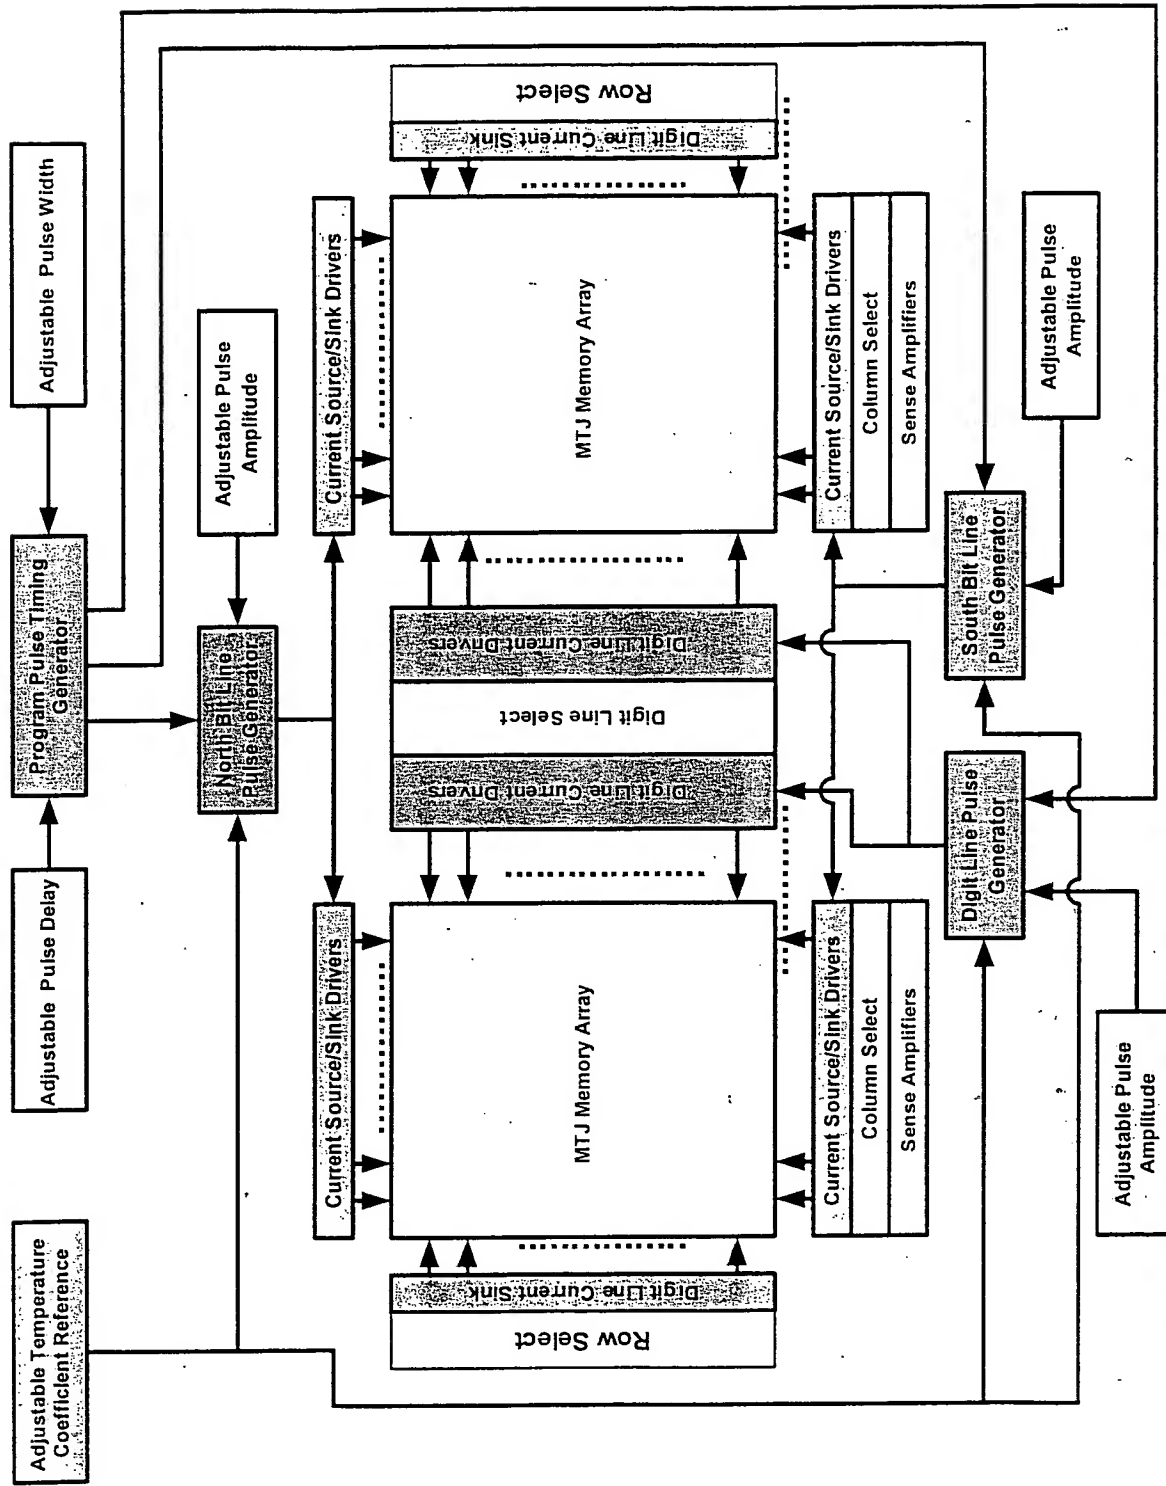 Adjustable Temperature
Coefficient Reference
Adjustable Pulse Delay
Program Pulse Timing
Generator
Adjustable Pulse Width
North Bit Line
Pulse Generator
Adjustable Pulse
Amplitude
Current Source/Sink Drivers
Current Source/Sink Drivers
Row Select
Digit Line Current Sink
MTJ Memory Array
Digit Line Current Drivers
Digit Line Select
Digit Line Current Drivers
MTJ Memory Array
Digit Line Current Sink
Row Select
Current Source/Sink Drivers
Column Select
Sense Amplifiers
Current Source/Sink Drivers
Column Select
Sense Amplifiers
Digit Line Pulse
Generator
South Bit Line
Pulse Generator
Adjustable Pulse
Amplitude
Adjustable Pulse
Amplitude